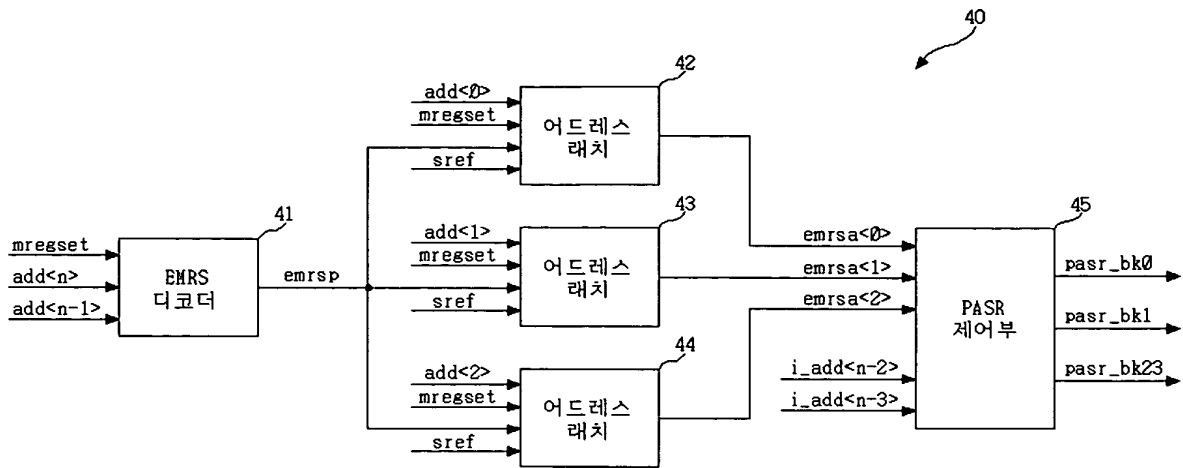 40
42
add<0>
mregset
sref
어드레스
래치
43
add<1>
mregset
sref
어드레스
래치
44
add<2>
mregset
sref
어드레스
래치
41
mregset
add<n>
add<n-1>
EMRS
디코더
emrsp
45
emrsa<0>
emrsa<1>
emrsa<2>
i_add<n-2>
i_add<n-3>
PASR
제어부
pasr_bk0
pasr_bk1
pasr_bk23